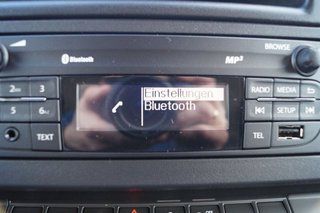 Bluetooth
MP3
BROWSE
Einstellungen
Bluetooth
2
3
RADIO
MEDIA
5
6
SETUP
TEXT
TEL